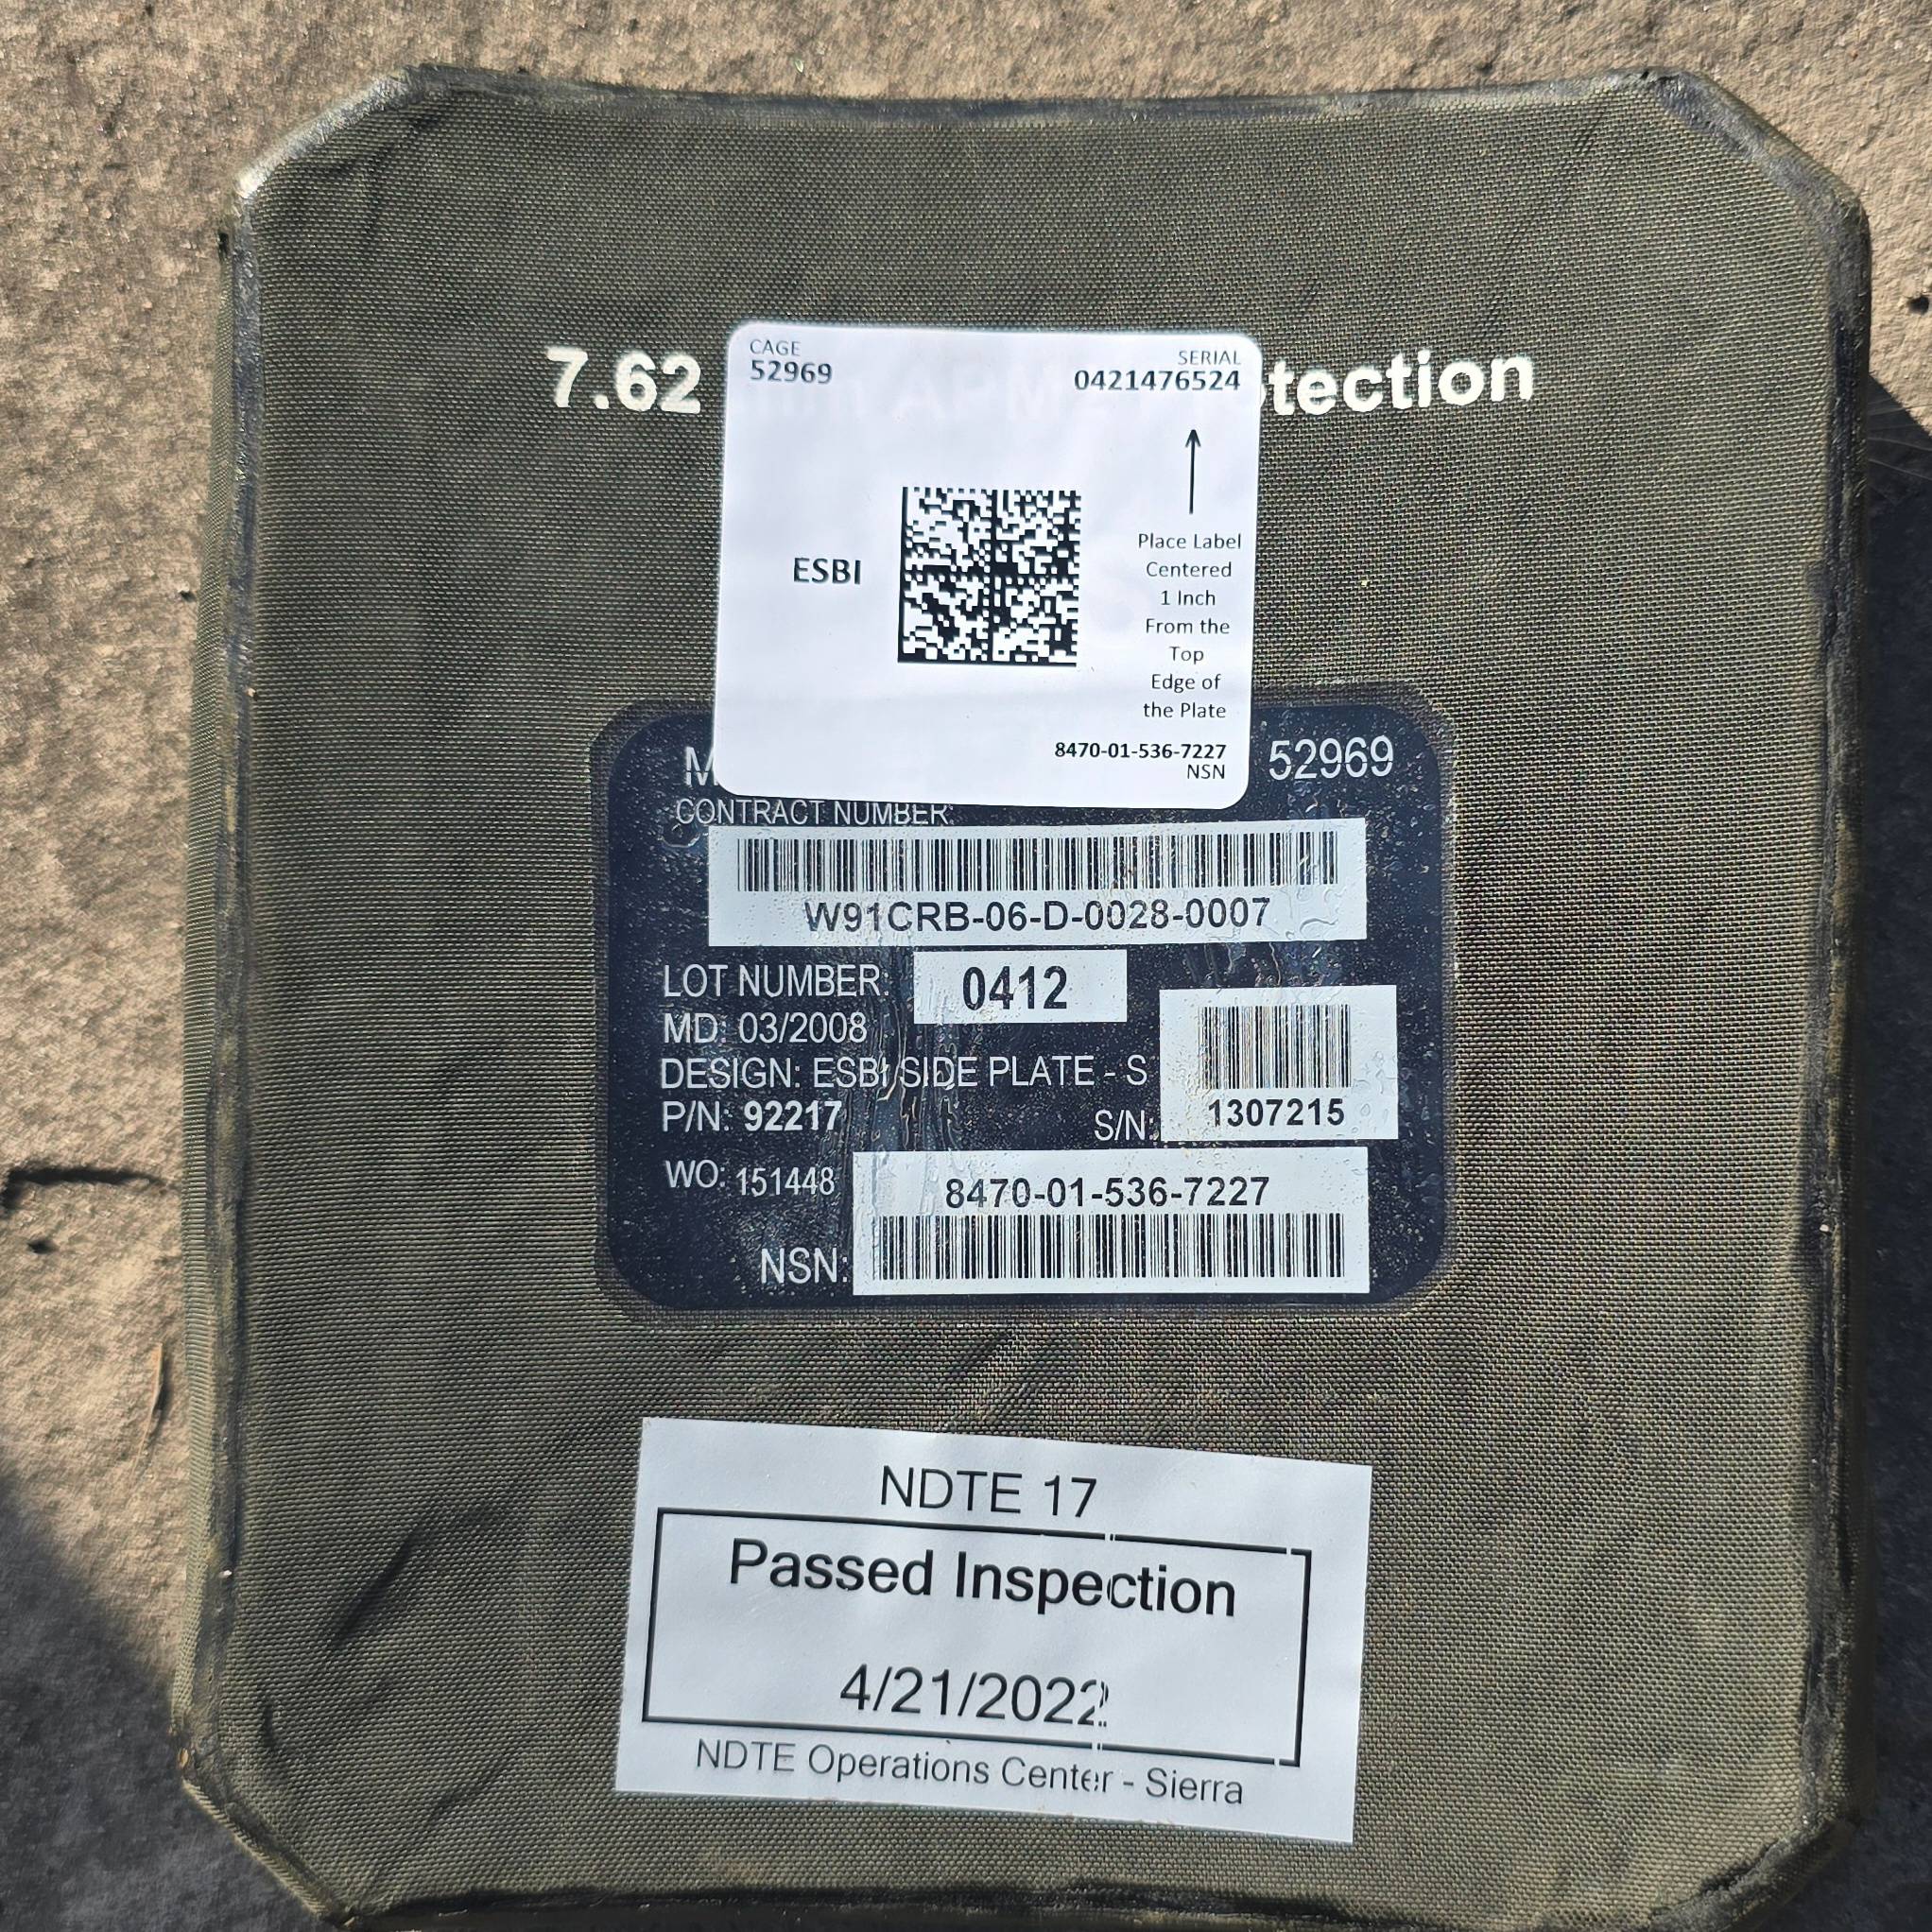 CAGE
52969
SERIAL
0421476524
7.62
tection
ESBI
Place Label
Centered
1 Inch
From the
Top
Edge of
the Plate
8470-01-536-7227
NSN
52969
CONTRACT NUMBER:
W91CRB-06-D-0028-0007
LOT NUMBER: 0412
MD: 03/2008
DESIGN: ESBI SIDE PLATE - S
P/N: 92217
S/N: 1307215
WO: 151448
8470-01-536-7227
NSN:
NDTE 17
Passed Inspection
4/21/2022
NDTE Operations Center - Sierra